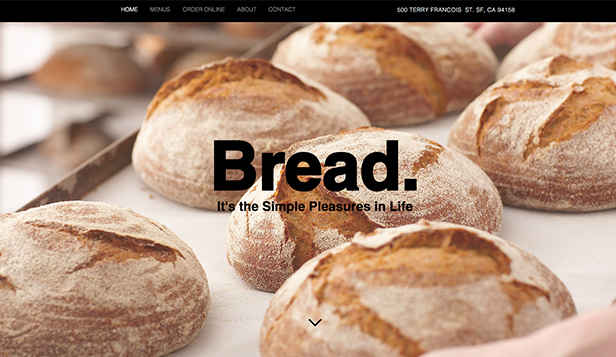 HOME MENUS ORDER ONLINE ABOUT CONTACT 500 TERRY FRANCOIS ST. SF, CA 94158
Bread.
It's the Simple Pleasures in Life